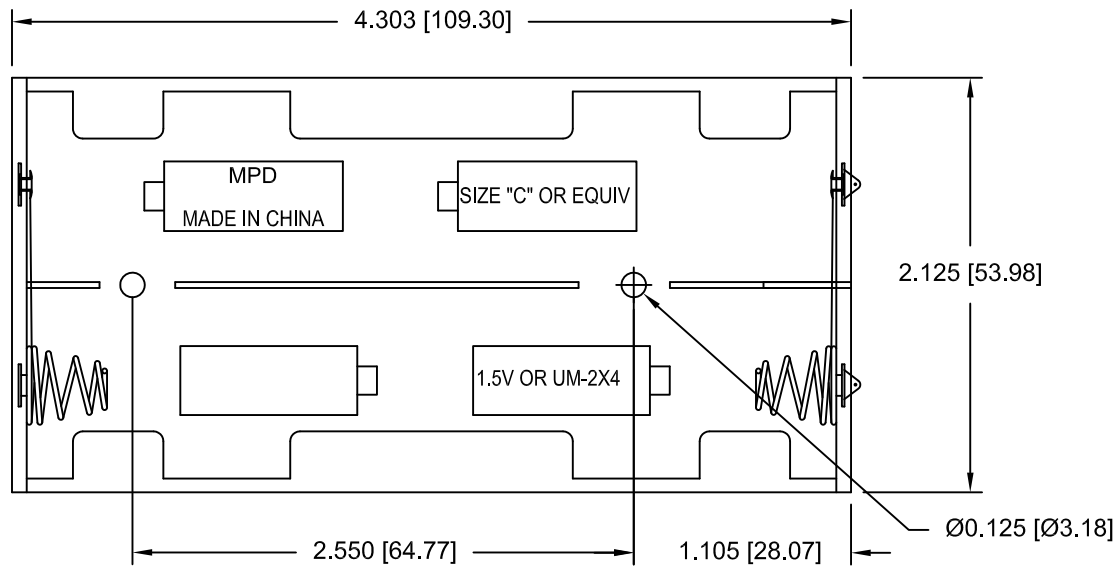 4.303 [109.30]
MPD
MADE IN CHINA
SIZE "C" OR EQUIV
2.125 [53.98]
1.5V OR UM-2X4
Ø0.125 [Ø3.18]
2.550 [64.77]
1.105 [28.07]